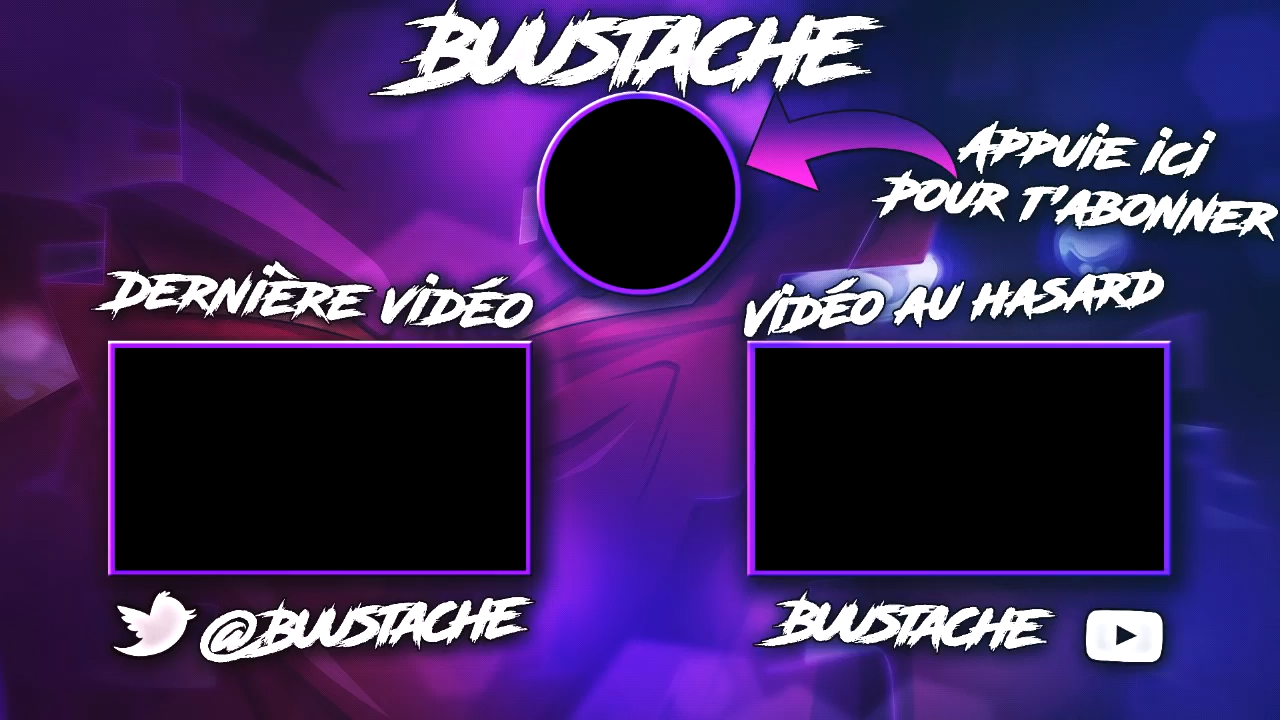 BUUSTACHE
APPUIE ICI
POUR T'ABONNER
DERNIÈRE VIDÉO
VIDÉO AU HASARD
@BUUSTACHE
BUUSTACHE